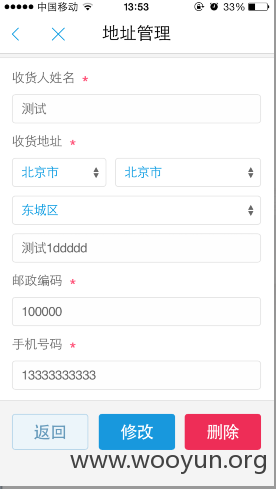 中国移动 13:53 33%
地址管理
收货人姓名 *
测试
收货地址 *
北京市 北京市
东城区
测试1ddddd
邮政编码 *
100000
手机号码 *
13333333333
返回 修改 删除
www.wooyun.org